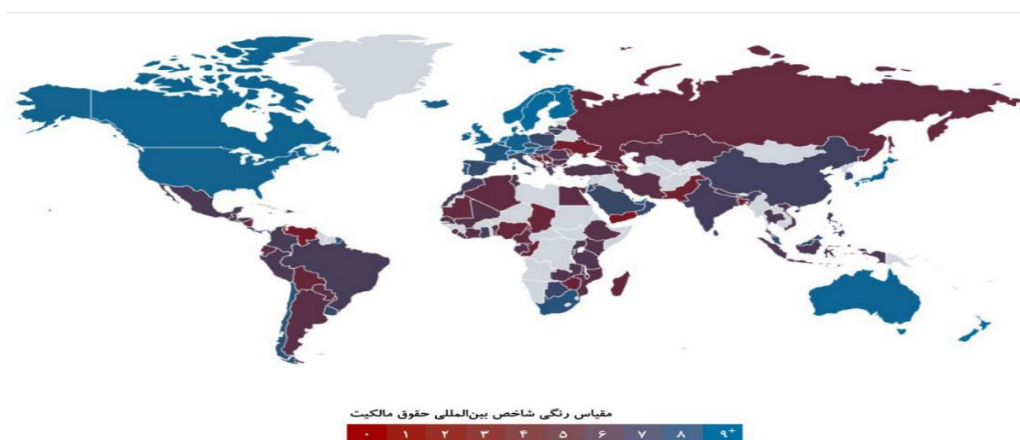 مقیاس رنگی شاخص بین‌المللی حقوق مالکیت
۰ ۱ ۲ ۳ ۴ ۵ ۶ ۷ ۸ ۹+